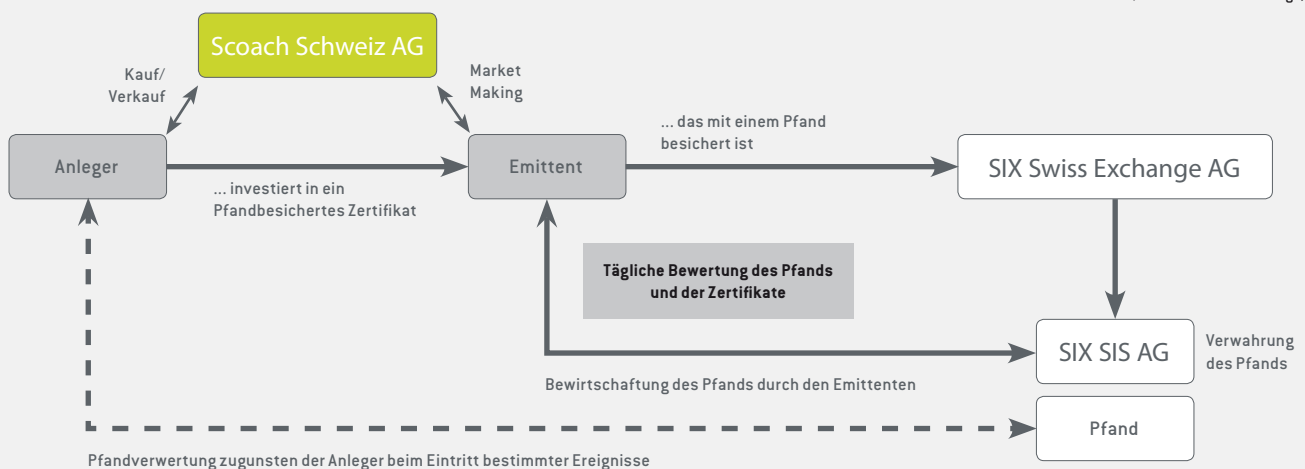 Scoach Schweiz AG
Kauf/
Verkauf
Market
Making
... das mit einem Pfand
besichert ist
Anleger
Emittent
SIX Swiss Exchange AG
... investiert in ein
Pfandbesichertes Zertifikat
Tägliche Bewertung des Pfands
und der Zertifikate
SIX SIS AG
Verwahrung
des Pfands
Bewirtschaftung des Pfands durch den Emittenten
Pfand
Pfandverwertung zugunsten der Anleger beim Eintritt bestimmter Ereignisse